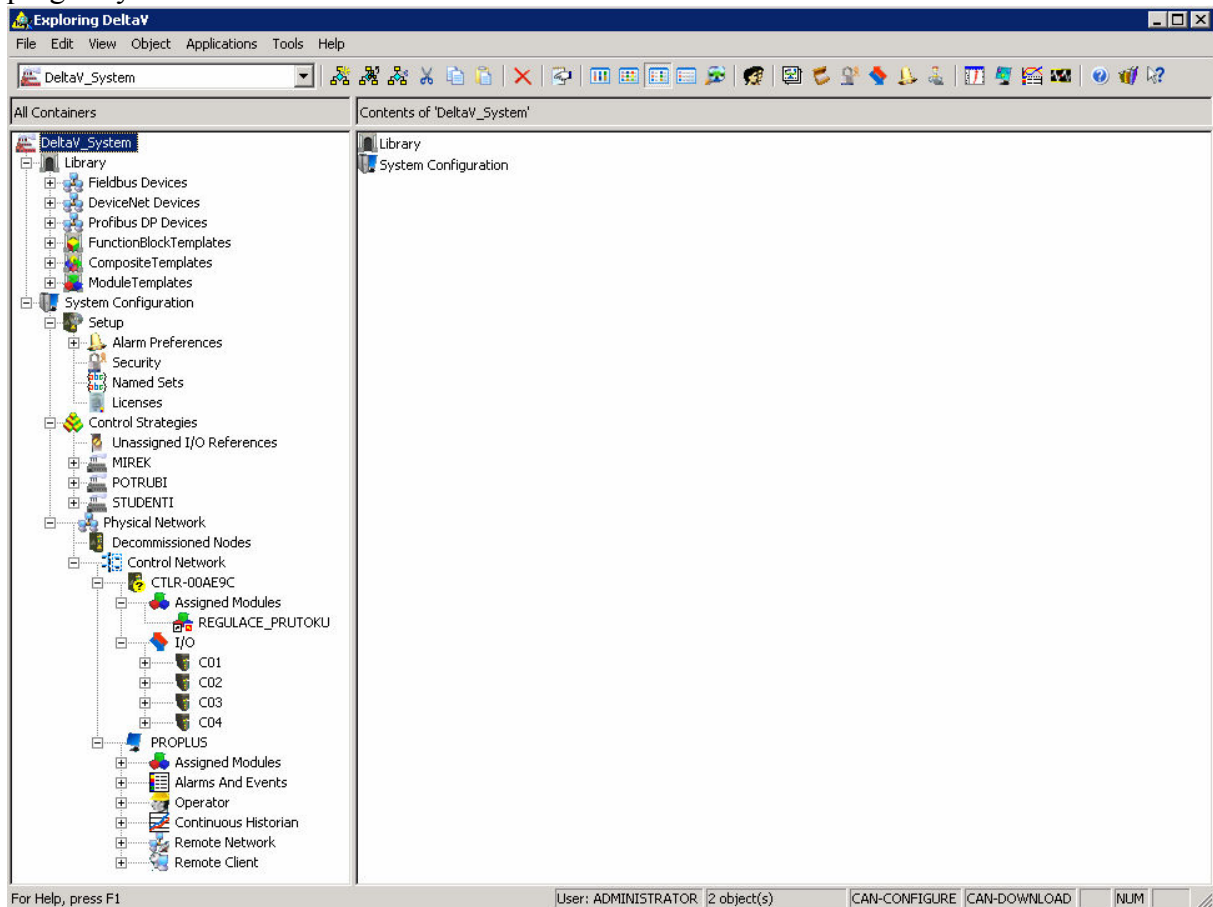 Exploring DeltaV
File Edit View Object Applications Tools Help
DeltaV_System
All Containers
Contents of 'DeltaV_System'
DeltaV_System
Library
Fieldbus Devices
DeviceNet Devices
Profibus DP Devices
FunctionBlockTemplates
CompositeTemplates
ModuleTemplates
System Configuration
Setup
Alarm Preferences
Security
Named Sets
Licenses
Control Strategies
Unassigned I/O References
MIREK
POTRUBI
STUDENTI
Physical Network
Decommissioned Nodes
Control Network
CTLR-00AE9C
Assigned Modules
REGULACE_PRUTOKU
I/O
C01
C02
C03
C04
PROPLUS
Assigned Modules
Alarms And Events
Operator
Continuous Historian
Remote Network
Remote Client
Library
System Configuration
For Help, press F1
User: ADMINISTRATOR 2 object(s) CAN-CONFIGURE CAN-DOWNLOAD NUM